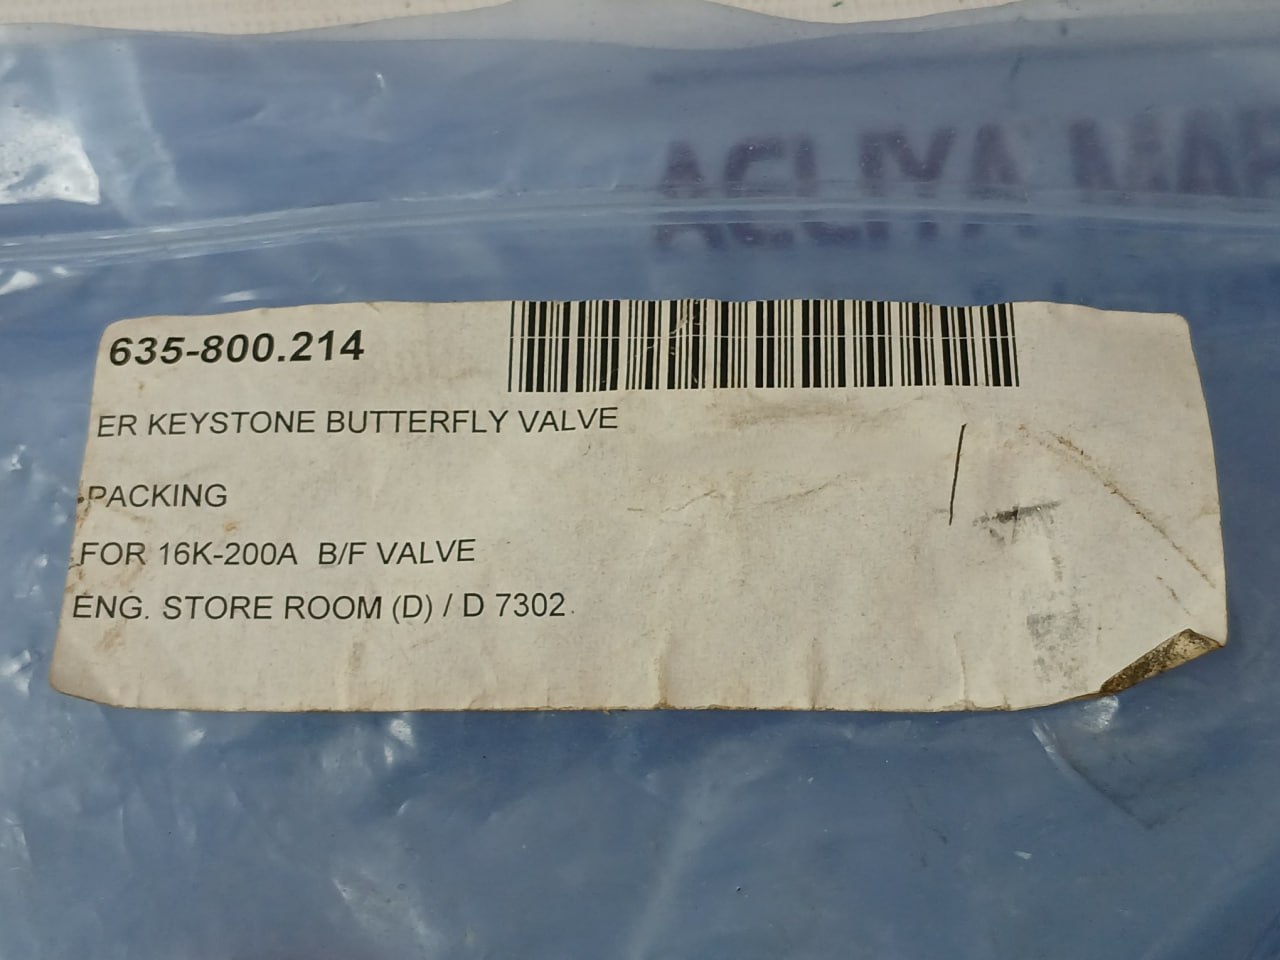 635-800.214
ER KEYSTONE BUTTERFLY VALVE
PACKING
FOR 16K-200A B/F VALVE
ENG. STORE ROOM (D) / D 7302